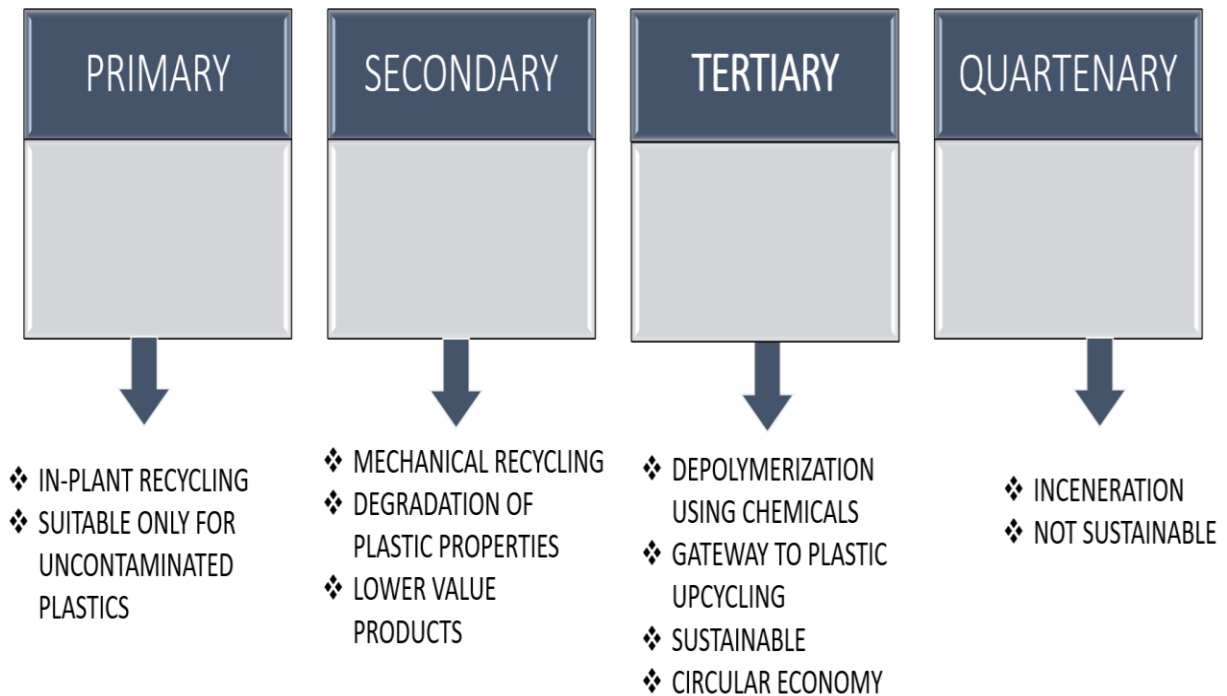 PRIMARY
SECONDARY
TERTIARY
QUARTENARY
❖ IN-PLANT RECYCLING
❖ SUITABLE ONLY FOR
UNCONTAMINATED
PLASTICS
❖ MECHANICAL RECYCLING
❖ DEGRADATION OF
PLASTIC PROPERTIES
❖ LOWER VALUE
PRODUCTS
❖ DEPOLYMERIZATION
USING CHEMICALS
❖ GATEWAY TO PLASTIC
UPCYCLING
❖ SUSTAINABLE
❖ CIRCULAR ECONOMY
❖ INCENERATION
❖ NOT SUSTAINABLE